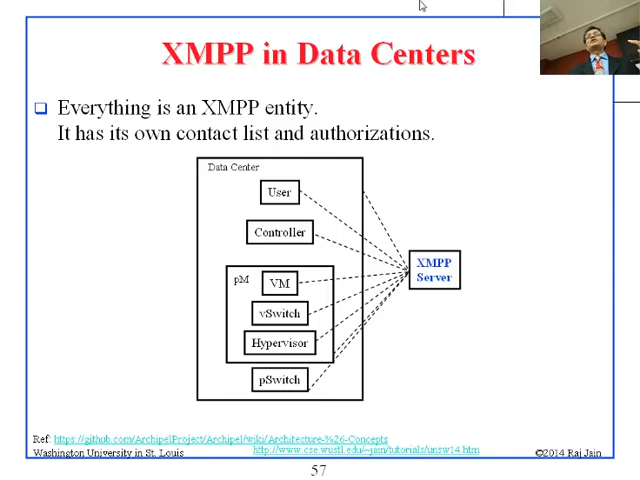 XMPP in Data Centers
Everything is an XMPP entity.
It has its own contact list and authorizations.
Data Center
User
Controller
pM
VM
vSwitch
Hypervisor
pSwitch
XMPP
Server
Ref: https://github.com/ArchipelProject/Archipel/wiki/Architecture-%26-Concepts
Washington University in St. Louis
http://www.cse.wustl.edu/~jain/tutorials/unsw14.htm
©2014 Raj Jain
57